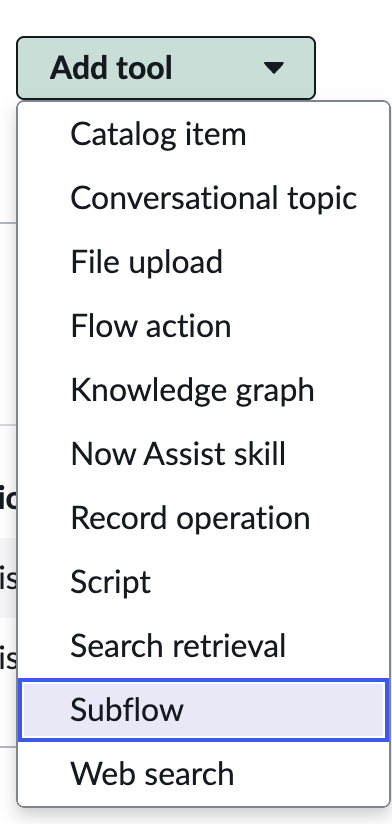 Add tool
Catalog item
Conversational topic
File upload
Flow action
Knowledge graph
Now Assist skill
Record operation
Script
Search retrieval
Subflow
Web search